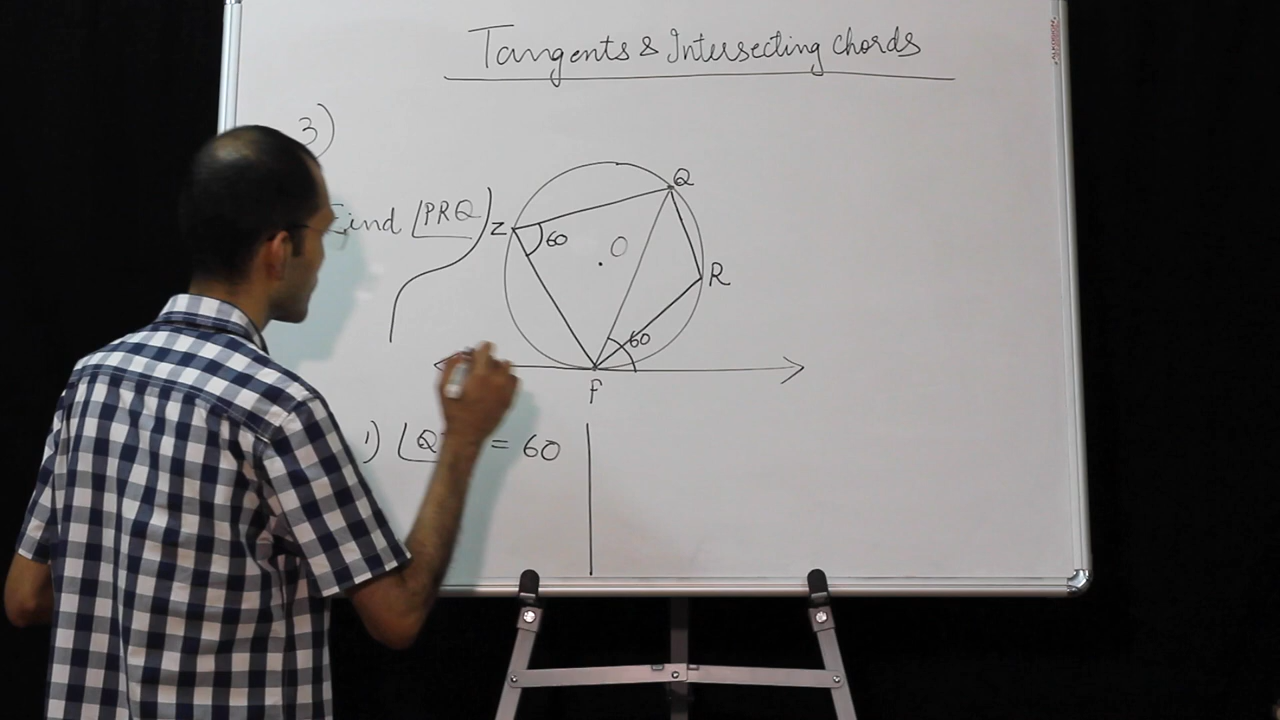 Tangents & Intersecting chords
3)
Find ∠PRQ
Q
Z
60
O
R
60
P
1) ∠Q = 60